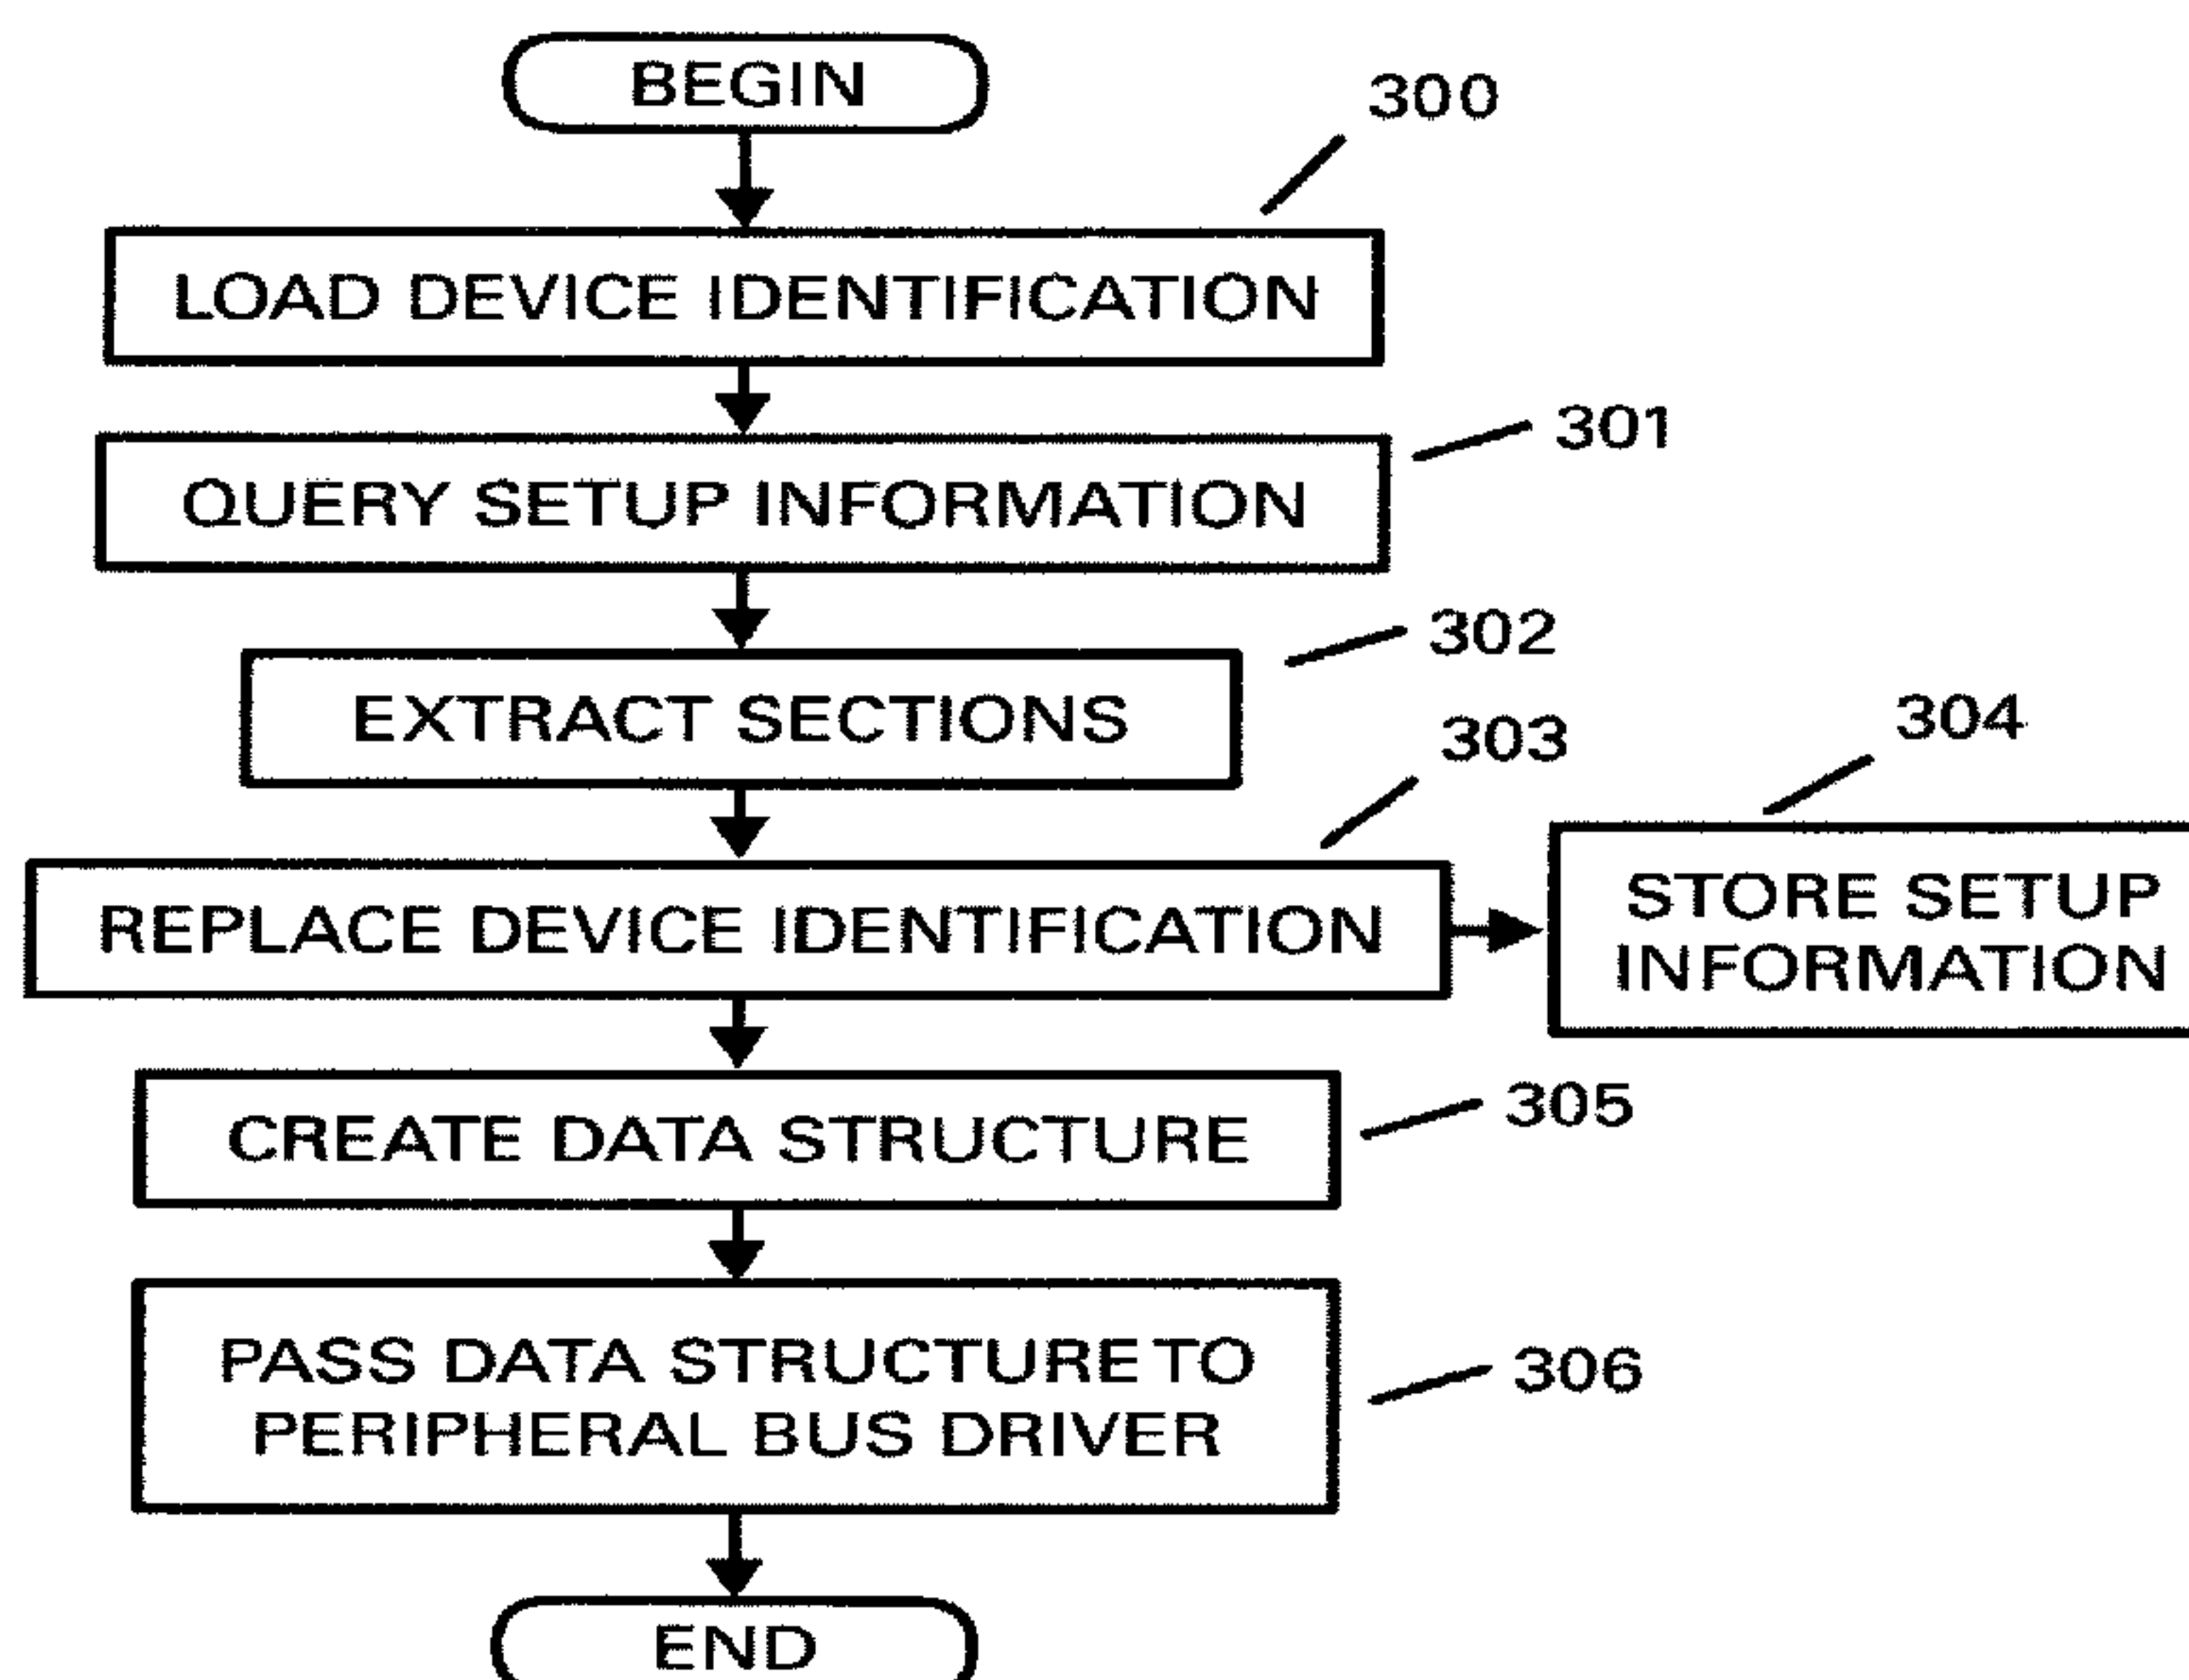 BEGIN
300
LOAD DEVICE IDENTIFICATION
301
QUERY SETUP INFORMATION
302
EXTRACT SECTIONS
303
304
REPLACE DEVICE IDENTIFICATION
STORE SETUP
INFORMATION
305
CREATE DATA STRUCTURE
306
PASS DATA STRUCTURE TO
PERIPHERAL BUS DRIVER
END